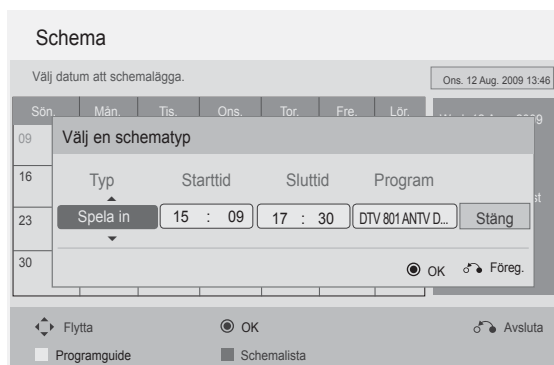 Schema
Välj datum att schemalägga.
Ons. 12 Aug. 2009 13:46
Sön. Mån. Tis. Ons. Tor. Fre. Lör.
09
Välj en schematyp
16
Typ Starttid Sluttid Program
23
Spela in 15 : 09 17 : 30 DTV 801 ANTV D... Stäng
30
OK Föreg.
Flytta OK Avsluta
Programguide Schemalista